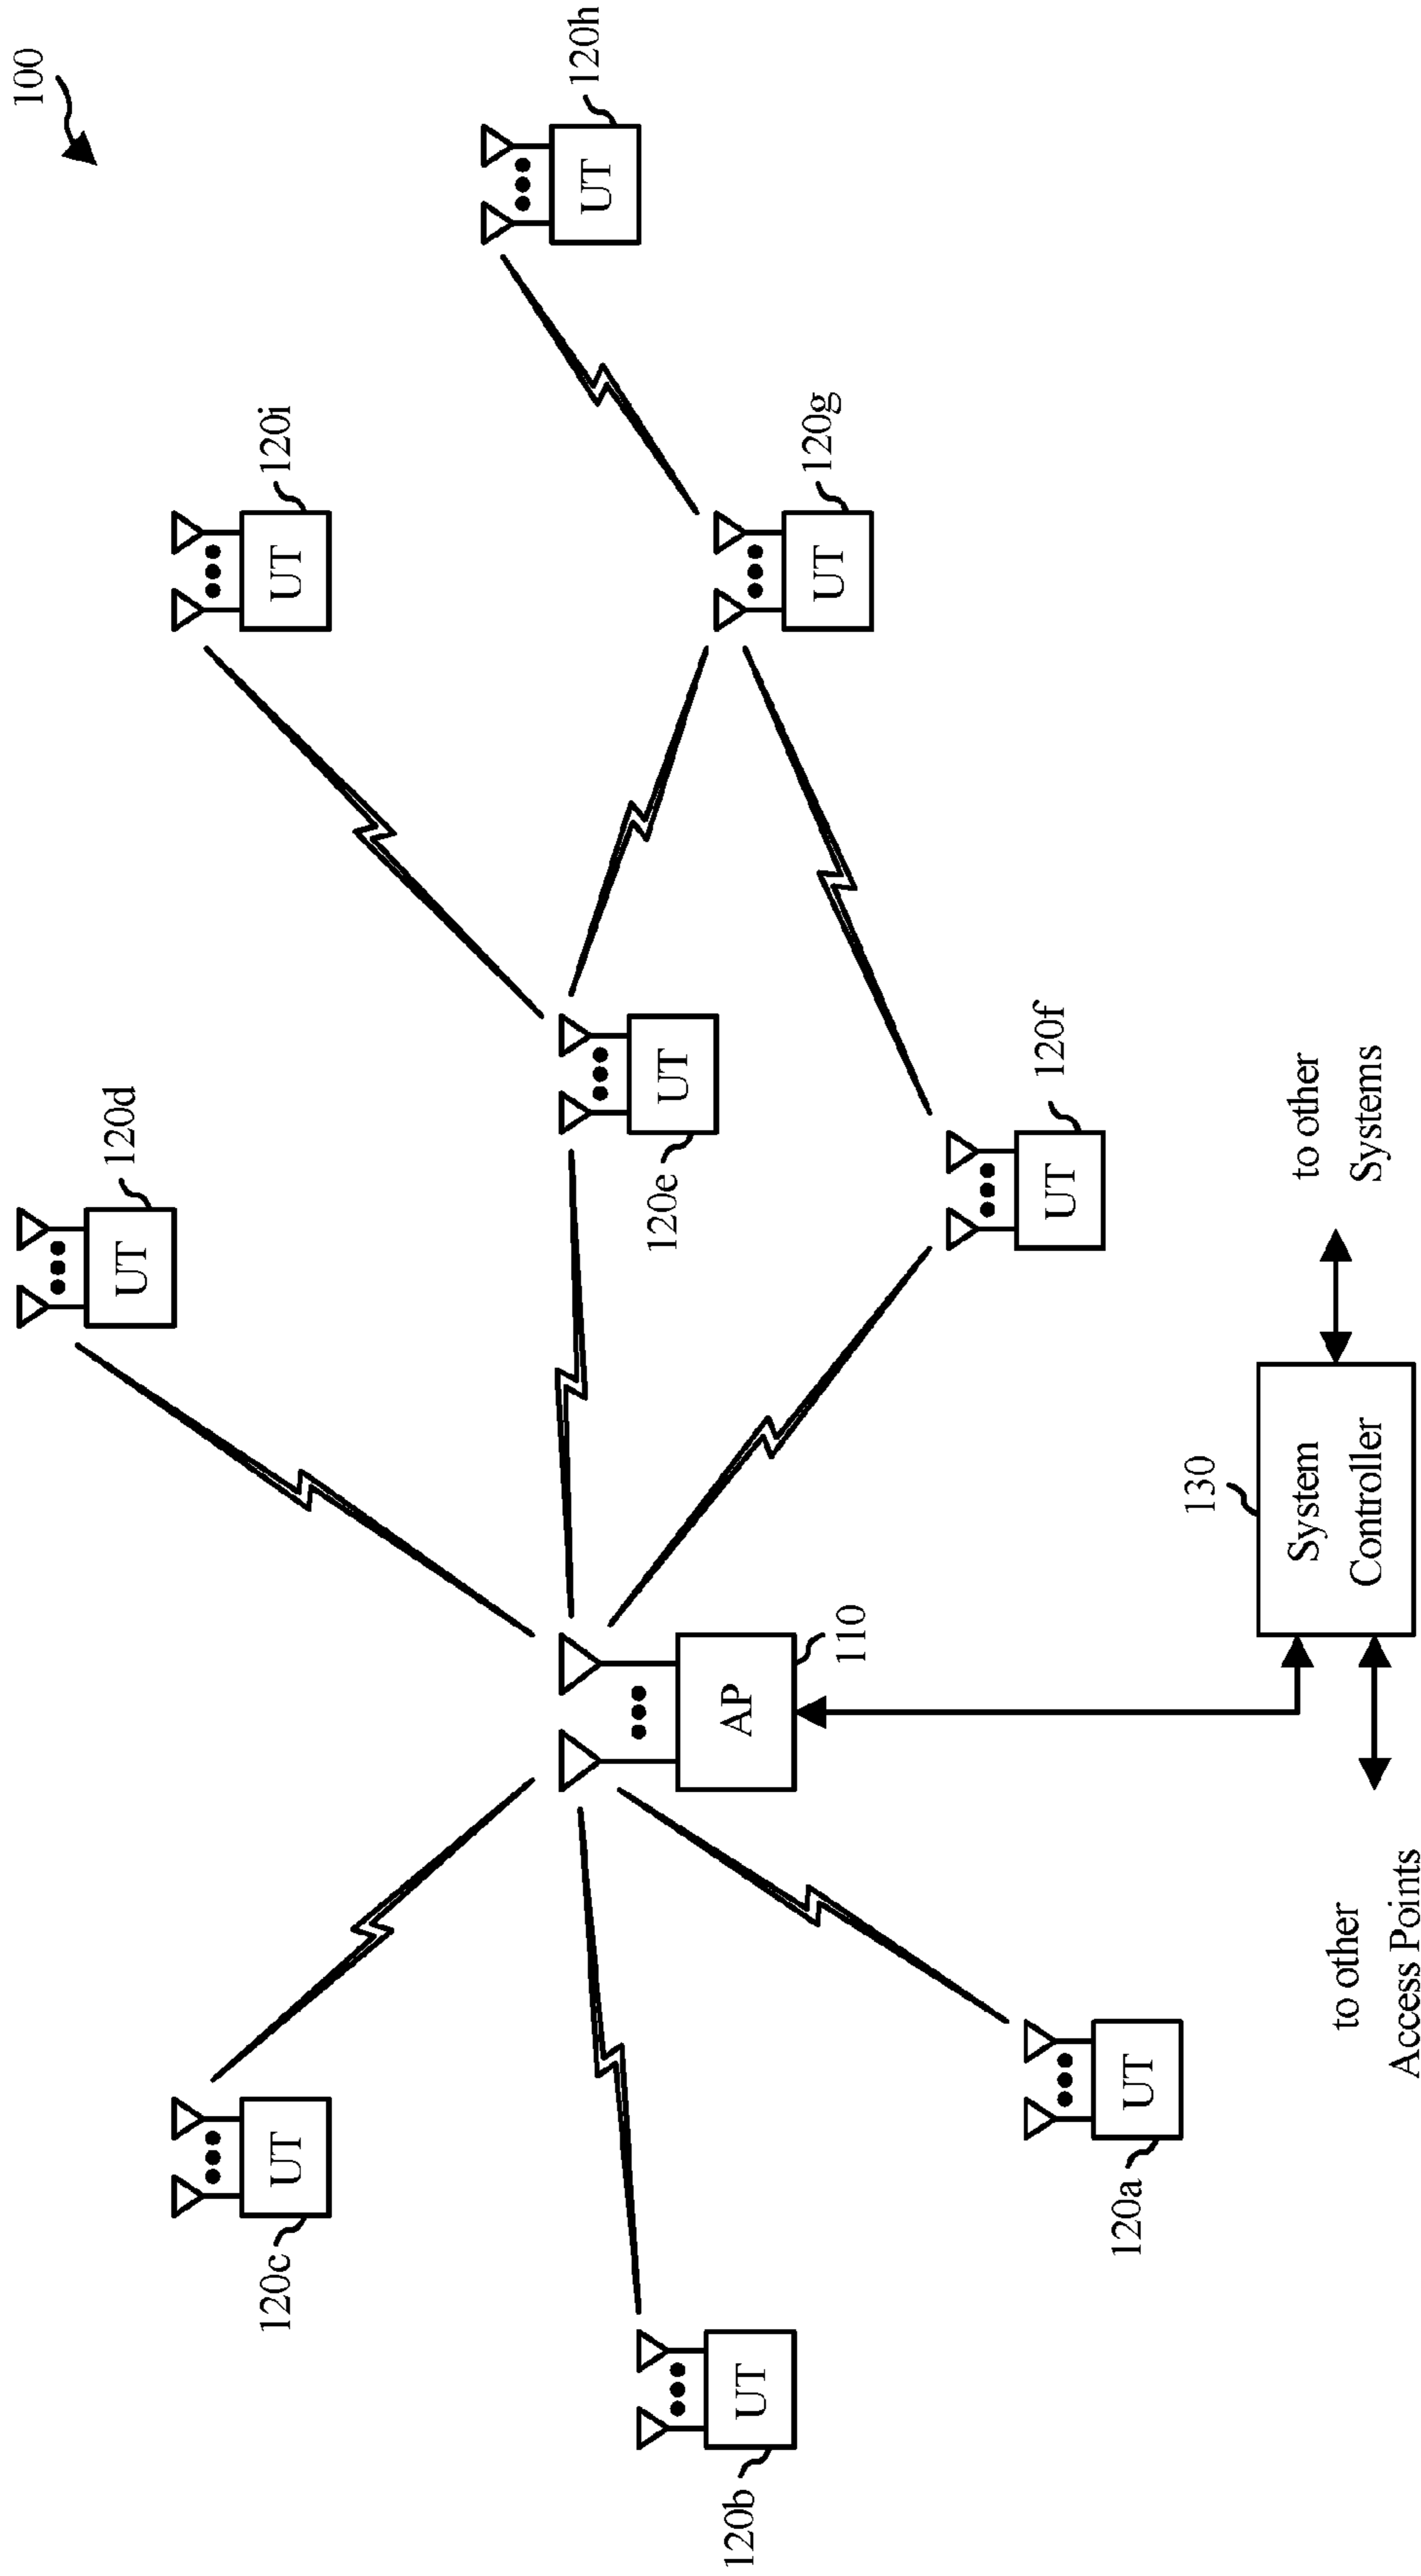 100
120d
UT
120i
UT
120c
UT
120h
UT
120e
UT
AP
110
120g
UT
120b
UT
120f
UT
120a
UT
130
System
Controller
to other
Systems
to other
Access Points